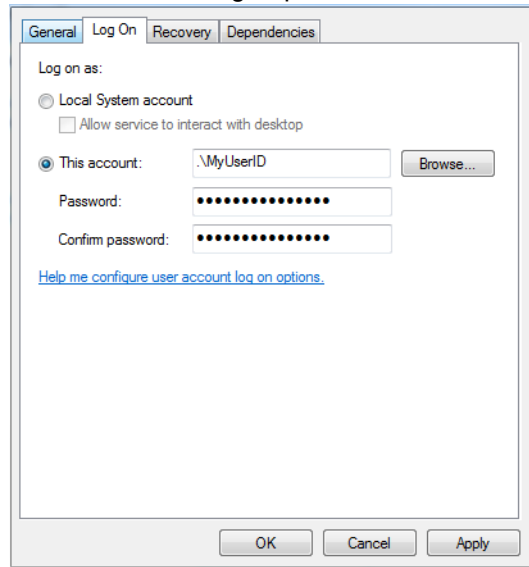 General Log On Recovery Dependencies
Log on as:
Local System account
Allow service to interact with desktop
This account: .\MyUserID Browse...
Password: •••••••••••••••
Confirm password: •••••••••••••••
Help me configure user account log on options.
OK Cancel Apply